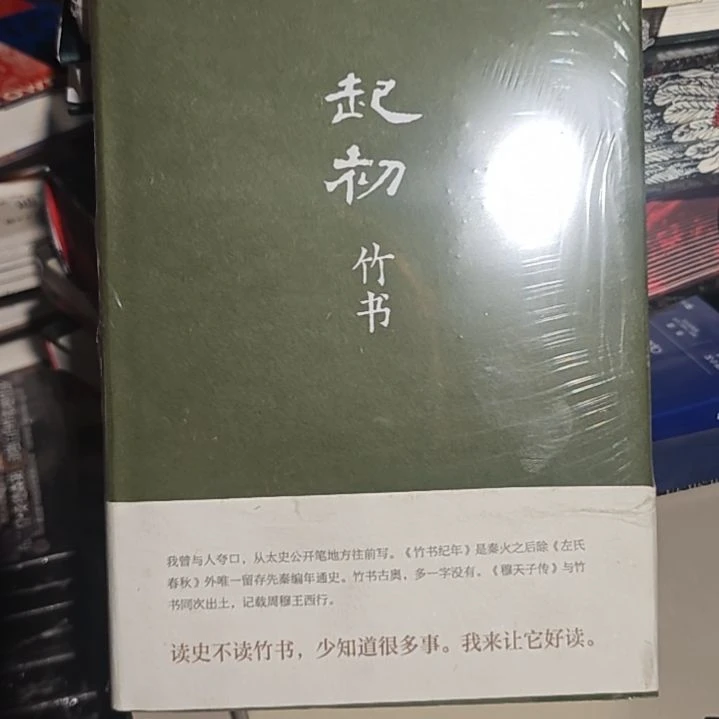 起初
竹书
我曾与人夸口，从太史公开笔地方往前写。《竹书纪年》是秦火之后除《左氏
春秋》外唯一留存先秦编年通史。竹书古奥，多一字没有。《穆天子传》与竹
书同次出土，记载周穆王西行。
读史不读竹书，少知道很多事。我来让它好读。